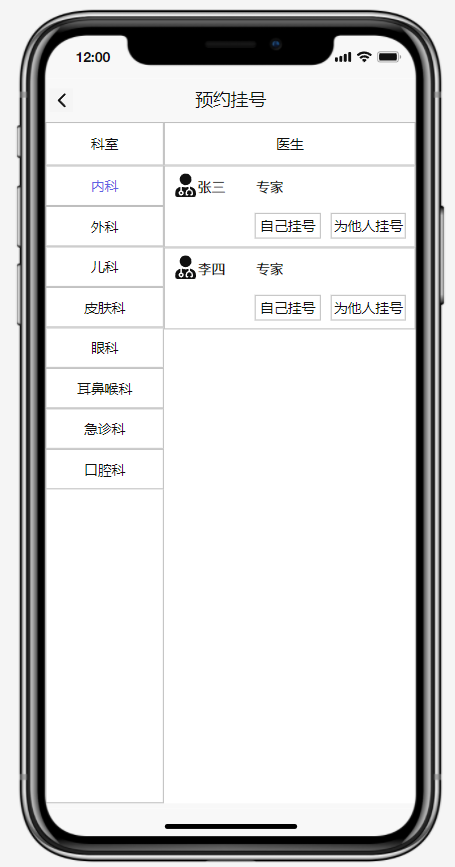 12:00
预约挂号
科室
医生
内科
张三 专家
自己挂号 为他人挂号
外科
儿科
李四 专家
自己挂号 为他人挂号
皮肤科
眼科
耳鼻喉科
急诊科
口腔科